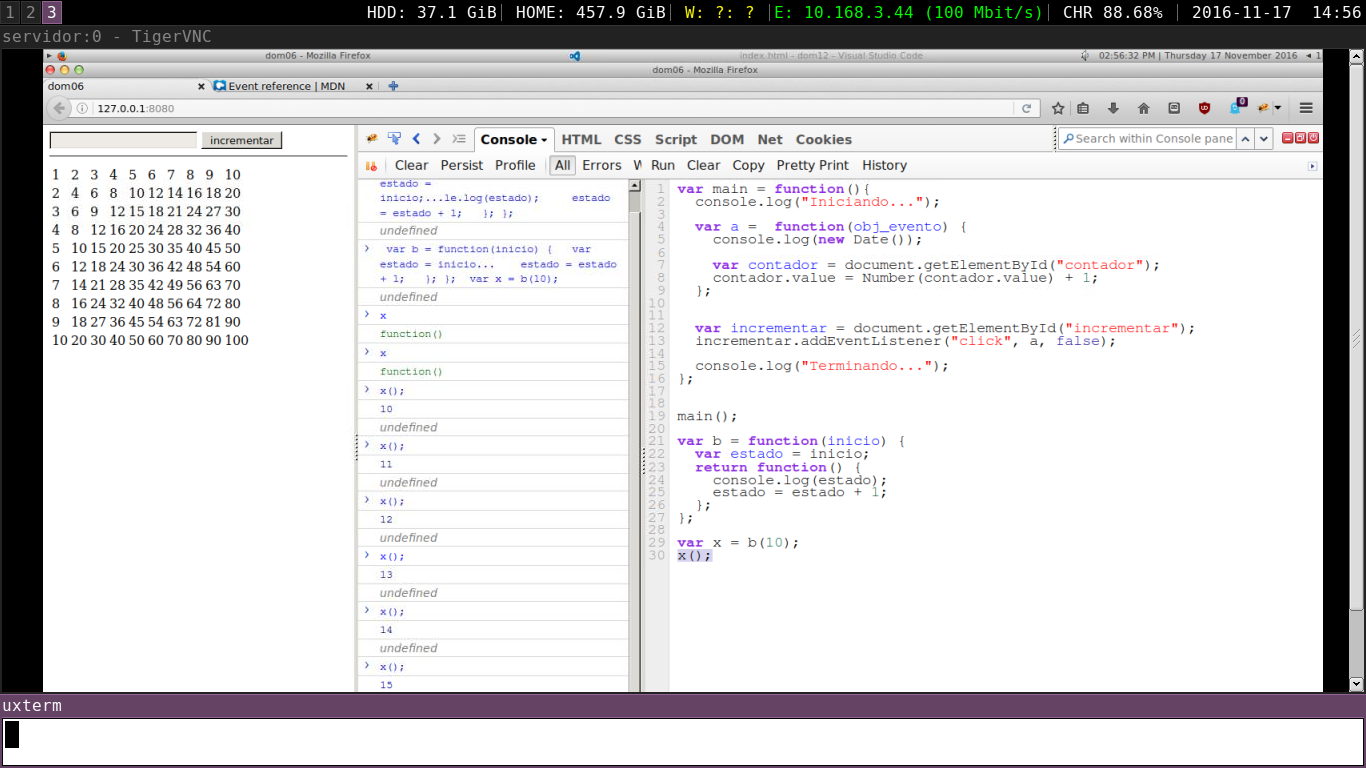 1 2 3 HDD: 37.1 GiB| HOME: 457.9 GiB| W: ?: ? |E: 10.168.3.44 (100 Mbit/s)| CHR 88.68% | 2016-11-17 14:56
servidor:0 - TigerVNC
dom06 - Mozilla Firefox index.html - dom12 - Visual Studio Code 02:56:32 PM | Thursday 17 November 2016 1
dom06 - Mozilla Firefox
dom06 Event reference | MDN
127.0.0.1:8080
incrementar
1 2 3 4 5 6 7 8 9 10
2 4 6 8 10 12 14 16 18 20
3 6 9 12 15 18 21 24 27 30
4 8 12 16 20 24 28 32 36 40
5 10 15 20 25 30 35 40 45 50
6 12 18 24 30 36 42 48 54 60
7 14 21 28 35 42 49 56 63 70
8 16 24 32 40 48 56 64 72 80
9 18 27 36 45 54 63 72 81 90
10 20 30 40 50 60 70 80 90 100
Console HTML CSS Script DOM Net Cookies Search within Console pane
Clear Persist Profile All Errors W Run Clear Copy Pretty Print History
estado =
inicio;...le.log(estado); estado
= estado + 1; }; };
undefined
var b = function(inicio) { var
estado = inicio... estado = estado
+ 1; }; }; var x = b(10);
undefined
x
function()
x
function()
x();
10
undefined
x();
11
undefined
x();
12
undefined
x();
13
undefined
x();
14
undefined
x();
15
1 var main = function(){
2 console.log("Iniciando...");
3
4 var a = function(obj_evento) {
5 console.log(new Date());
6
7 var contador = document.getElementById("contador");
8 contador.value = Number(contador.value) + 1;
9 };
10
11
12 var incrementar = document.getElementById("incrementar");
13 incrementar.addEventListener("click", a, false);
14
15 console.log("Terminando...");
16 };
17
18
19 main();
20
21 var b = function(inicio) {
22 var estado = inicio;
23 return function() {
24 console.log(estado);
25 estado = estado + 1;
26 };
27 };
28
29 var x = b(10);
30 x();
uxterm